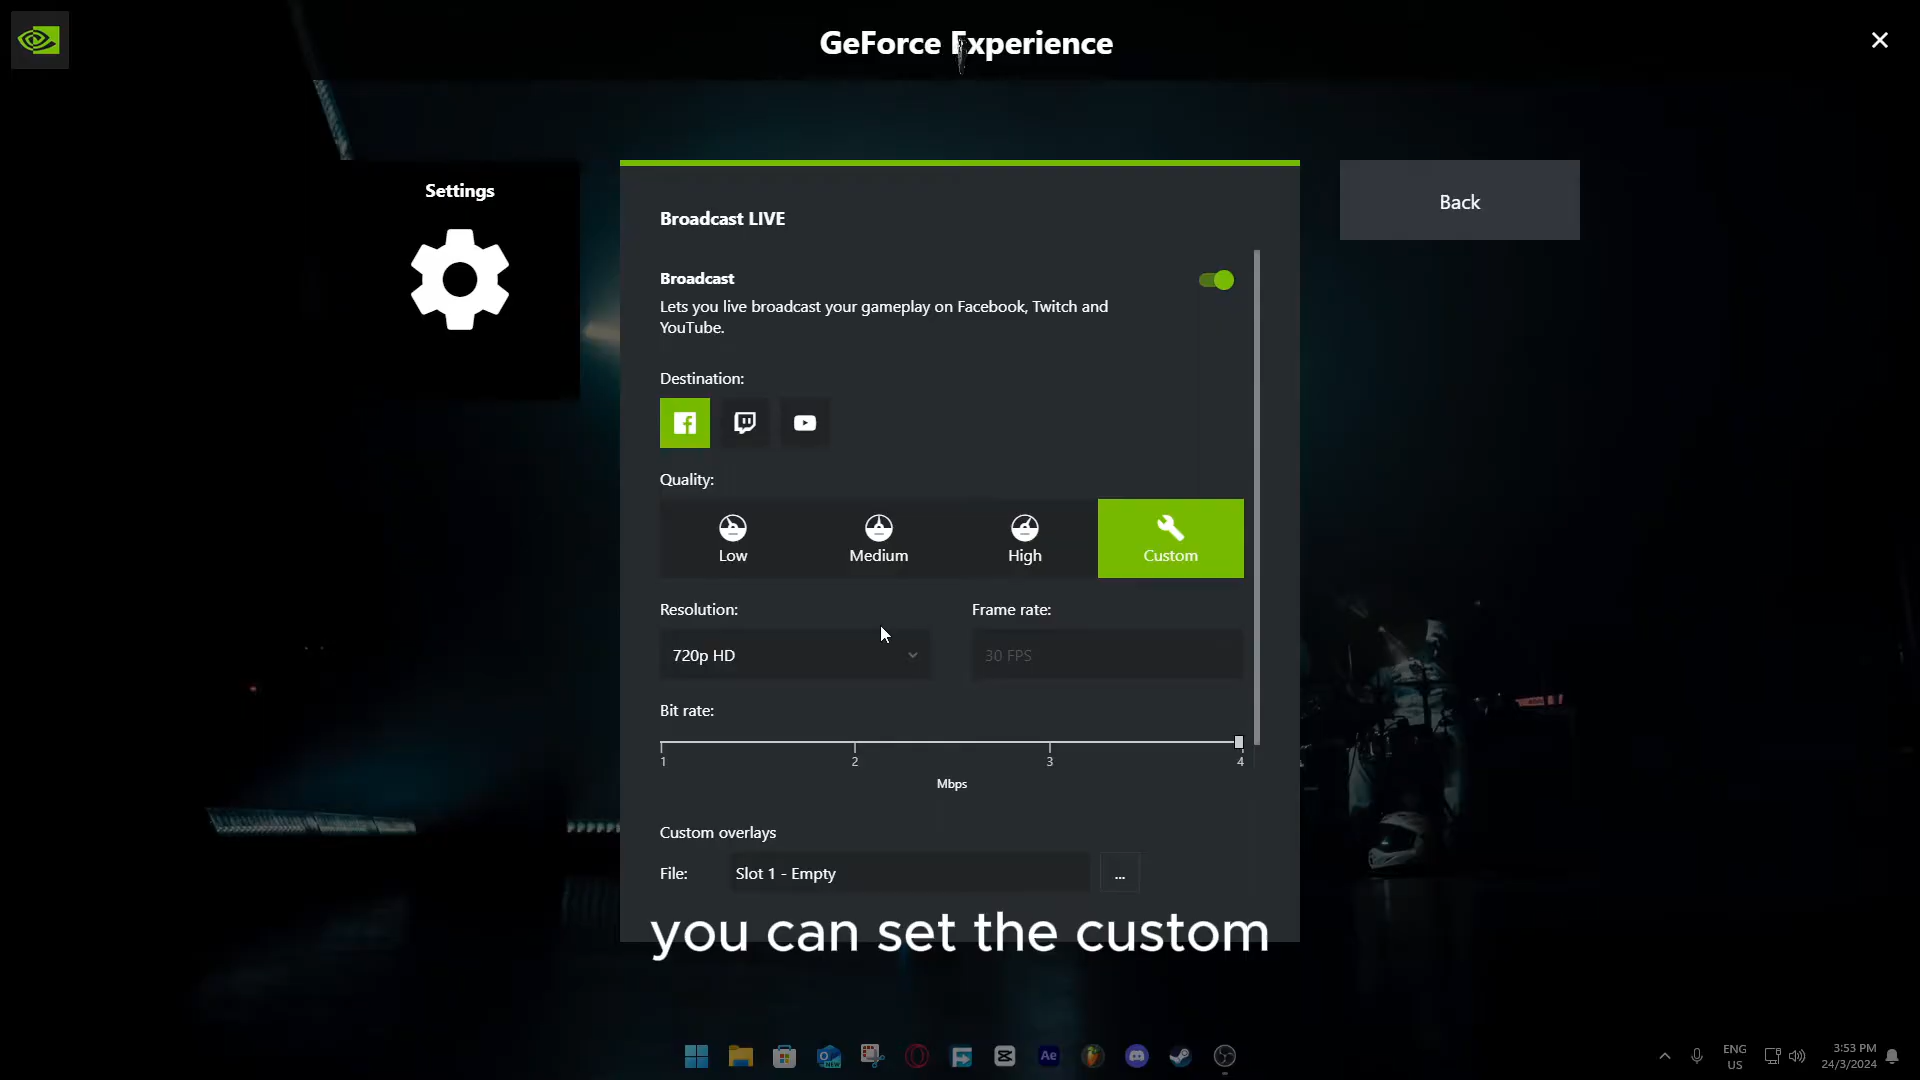 GeForce Experience
Settings
Back
Broadcast LIVE
Broadcast
Lets you live broadcast your gameplay on Facebook, Twitch and
YouTube.
Destination:
Quality:
Low
Medium
High
Custom
Resolution:
Frame rate:
720p HD
30 FPS
Bit rate:
1 2 3 4
Mbps
Custom overlays
File: Slot 1 - Empty ...
you can set the custom
NEW
Ae
ENG
US
3:53 PM
24/3/2024